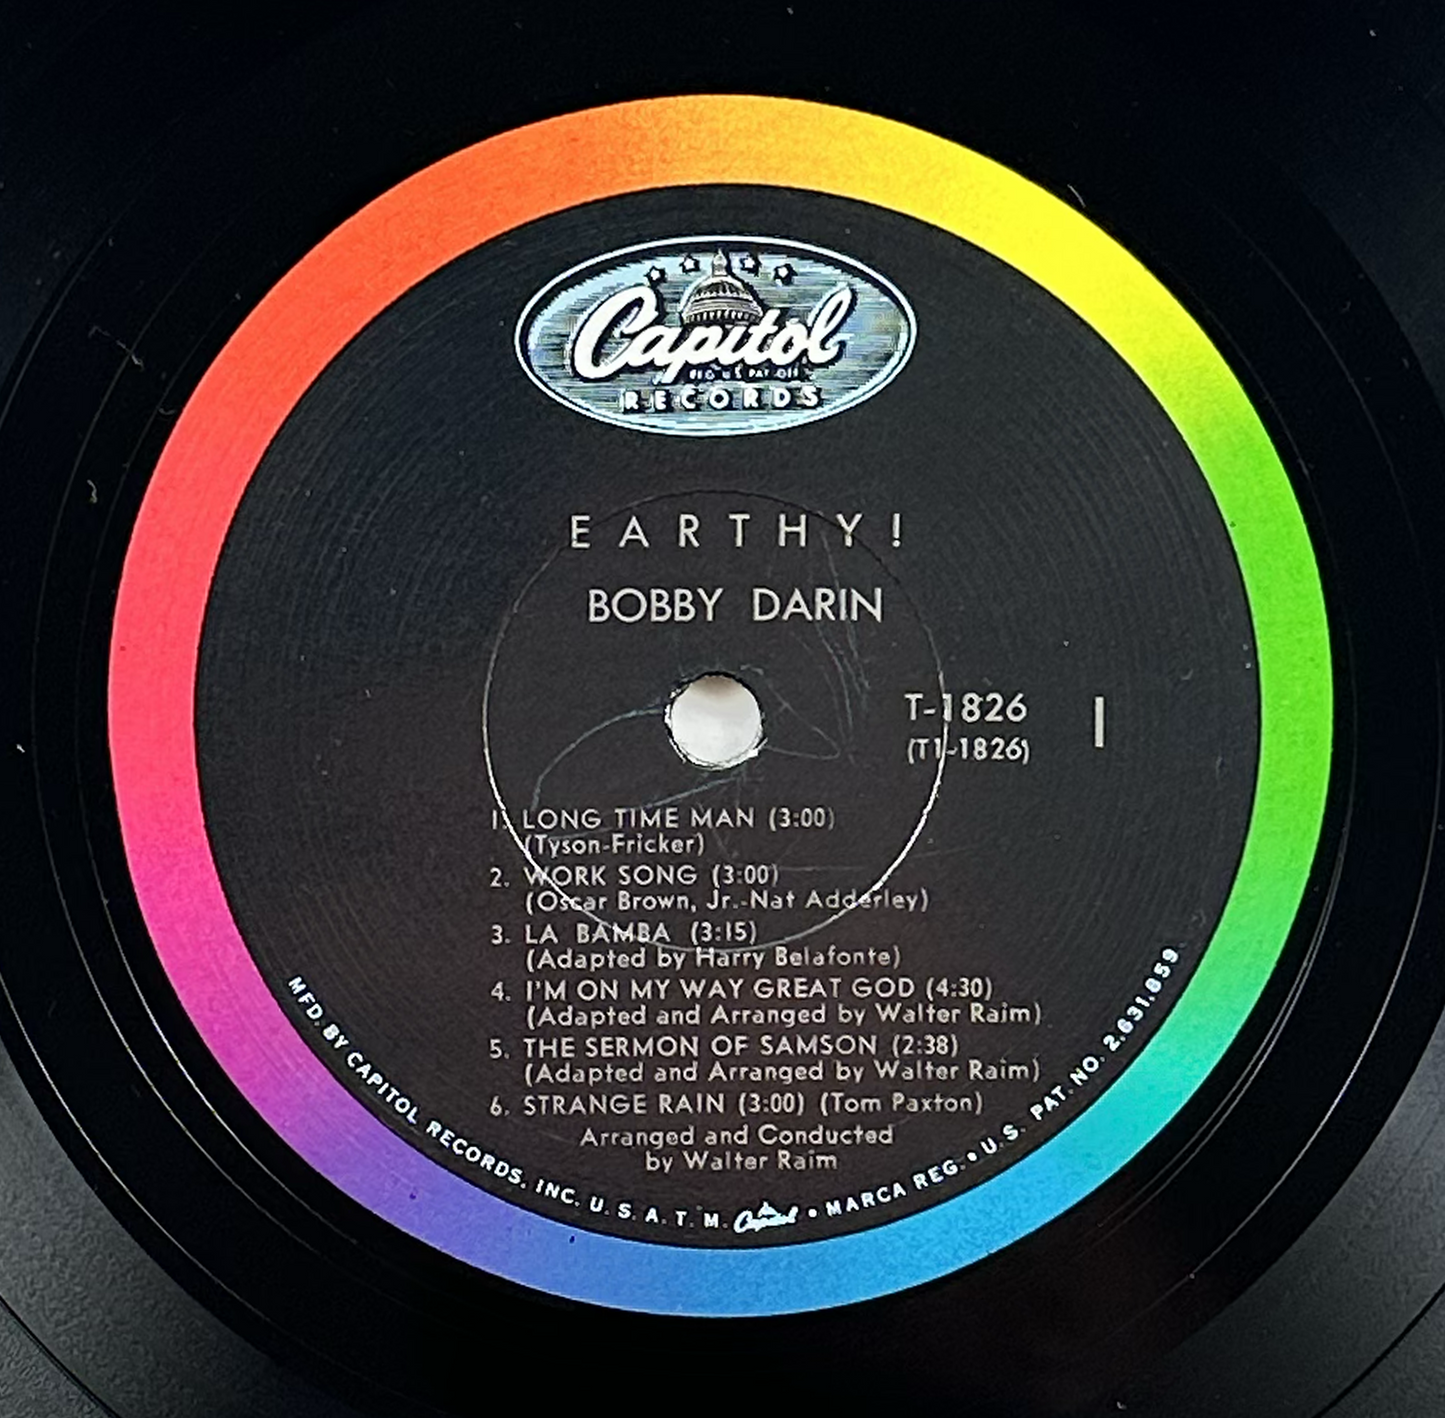 Capitol
REG. U.S. PAT. OFF.
RECORDS
EARTHY!
BOBBY DARIN
T-1826
(T1-1826)
1
1. LONG TIME MAN (3:00)
(Tyson-Fricker)
2. WORK SONG (3:00)
(Oscar Brown, Jr.-Nat Adderley)
3. LA BAMBA (3:15)
(Adapted by Harry Belafonte)
4. I'M ON MY WAY GREAT GOD (4:30)
(Adapted and Arranged by Walter Raim)
5. THE SERMON OF SAMSON (2:38)
(Adapted and Arranged by Walter Raim)
6. STRANGE RAIN (3:00) (Tom Paxton)
Arranged and Conducted
by Walter Raim
MFD. BY CAPITOL RECORDS, INC. U. S. A. T. M. Capitol • MARCA REG. • U.S. PAT. NO. 2,631,859